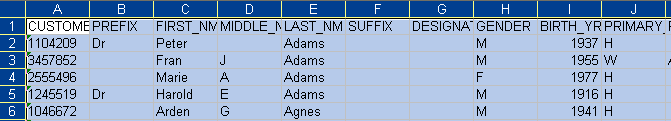 A B C D E F G H I J
1 CUSTOME PREFIX FIRST_NM MIDDLE_N LAST_NM SUFFIX DESIGNAT GENDER BIRTH_YR PRIMARY_
2 1104209 Dr Peter Adams M 1937 H
3 3457852 Fran J Adams M 1955 W
4 2555496 Marie A Adams F 1977 H
5 1245519 Dr Harold E Adams M 1916 H
6 1046672 Arden G Agnes M 1941 H